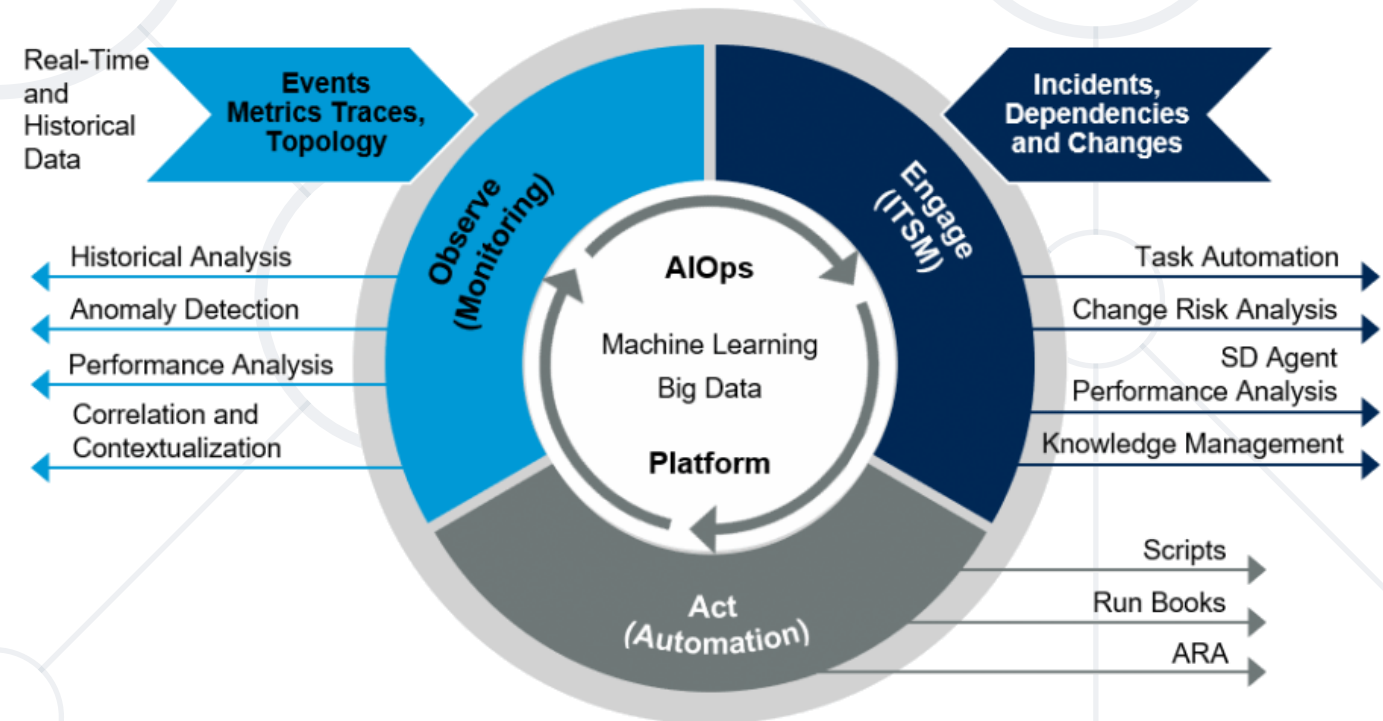 Real-Time
and
Historical
Data
Events
Metrics Traces,
Topology
Incidents,
Dependencies
and Changes
Observe
(Monitoring)
Engage
(ITSM)
Historical Analysis
Anomaly Detection
Performance Analysis
Correlation and
Contextualization
AIOps
Machine Learning
Big Data
Platform
Task Automation
Change Risk Analysis
SD Agent
Performance Analysis
Knowledge Management
Act
(Automation)
Scripts
Run Books
ARA